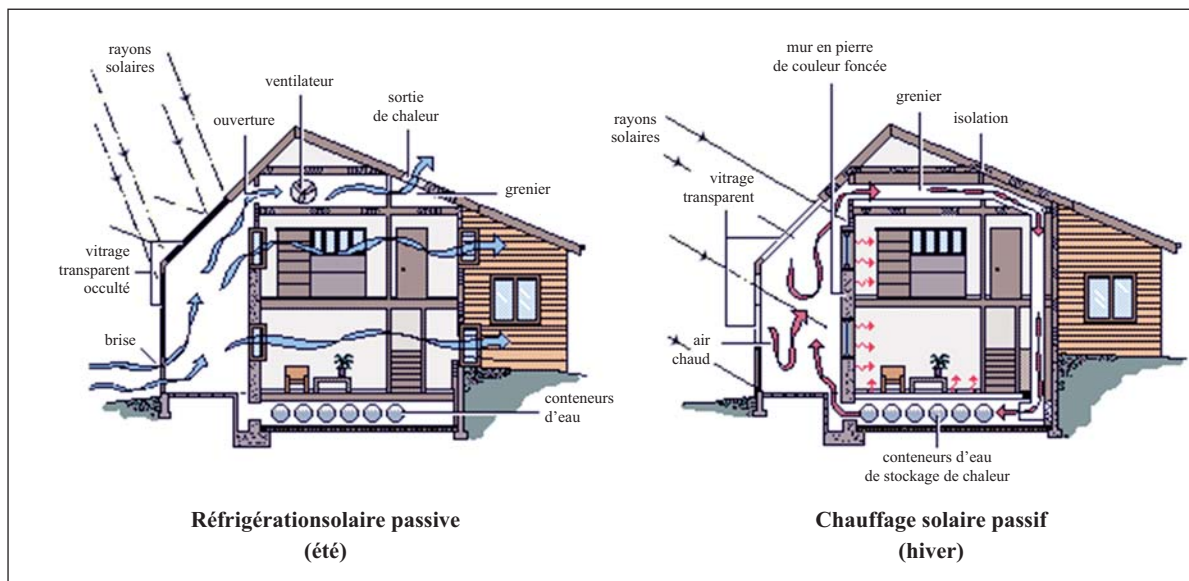 rayons
solaires
ventilateur
ouverture
sortie
de chaleur
grenier
vitrage
transparent
occulté
brise
conteneurs
d'eau
Réfrigérationsolaire passive
(été)
mur en pierre
de couleur foncée
grenier
isolation
rayons
solaires
vitrage
transparent
air
chaud
conteneurs d'eau
de stockage de chaleur
Chauffage solaire passif
(hiver)